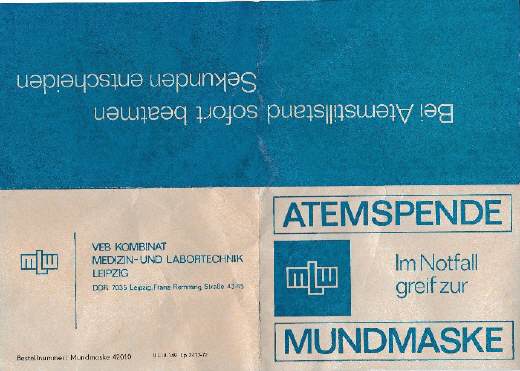 Bei Atemstillstand sofort beatmen
Sekunden entscheiden
ATEMSPENDE
mlw
Im Notfall
greif zur
MUNDMASKE
mlw
VEB KOMBINAT
MEDIZIN-UND LABORTECHNIK
LEIPZIG
DDR 7035 Leipzig, Franz Flemming Straße 43-45
Bestellnummer: Mundmaske 42010